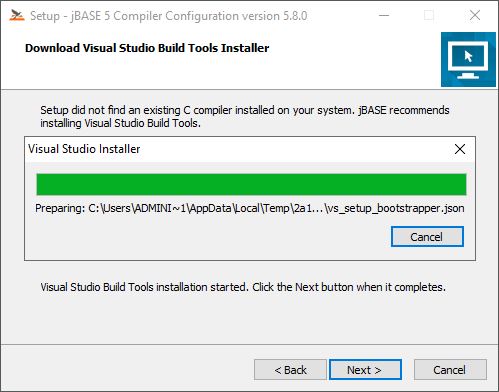 Setup - jBASE 5 Compiler Configuration version 5.8.0
Download Visual Studio Build Tools Installer
Setup did not find an existing C compiler installed on your system. jBASE recommends
installing Visual Studio Build Tools.
Visual Studio Installer
Preparing: C:\Users\ADMINI~1\AppData\Local\Temp\2a1...\vs_setup_bootstrapper.json
Cancel
Visual Studio Build Tools installation started. Click the Next button when it completes.
< Back Next > Cancel